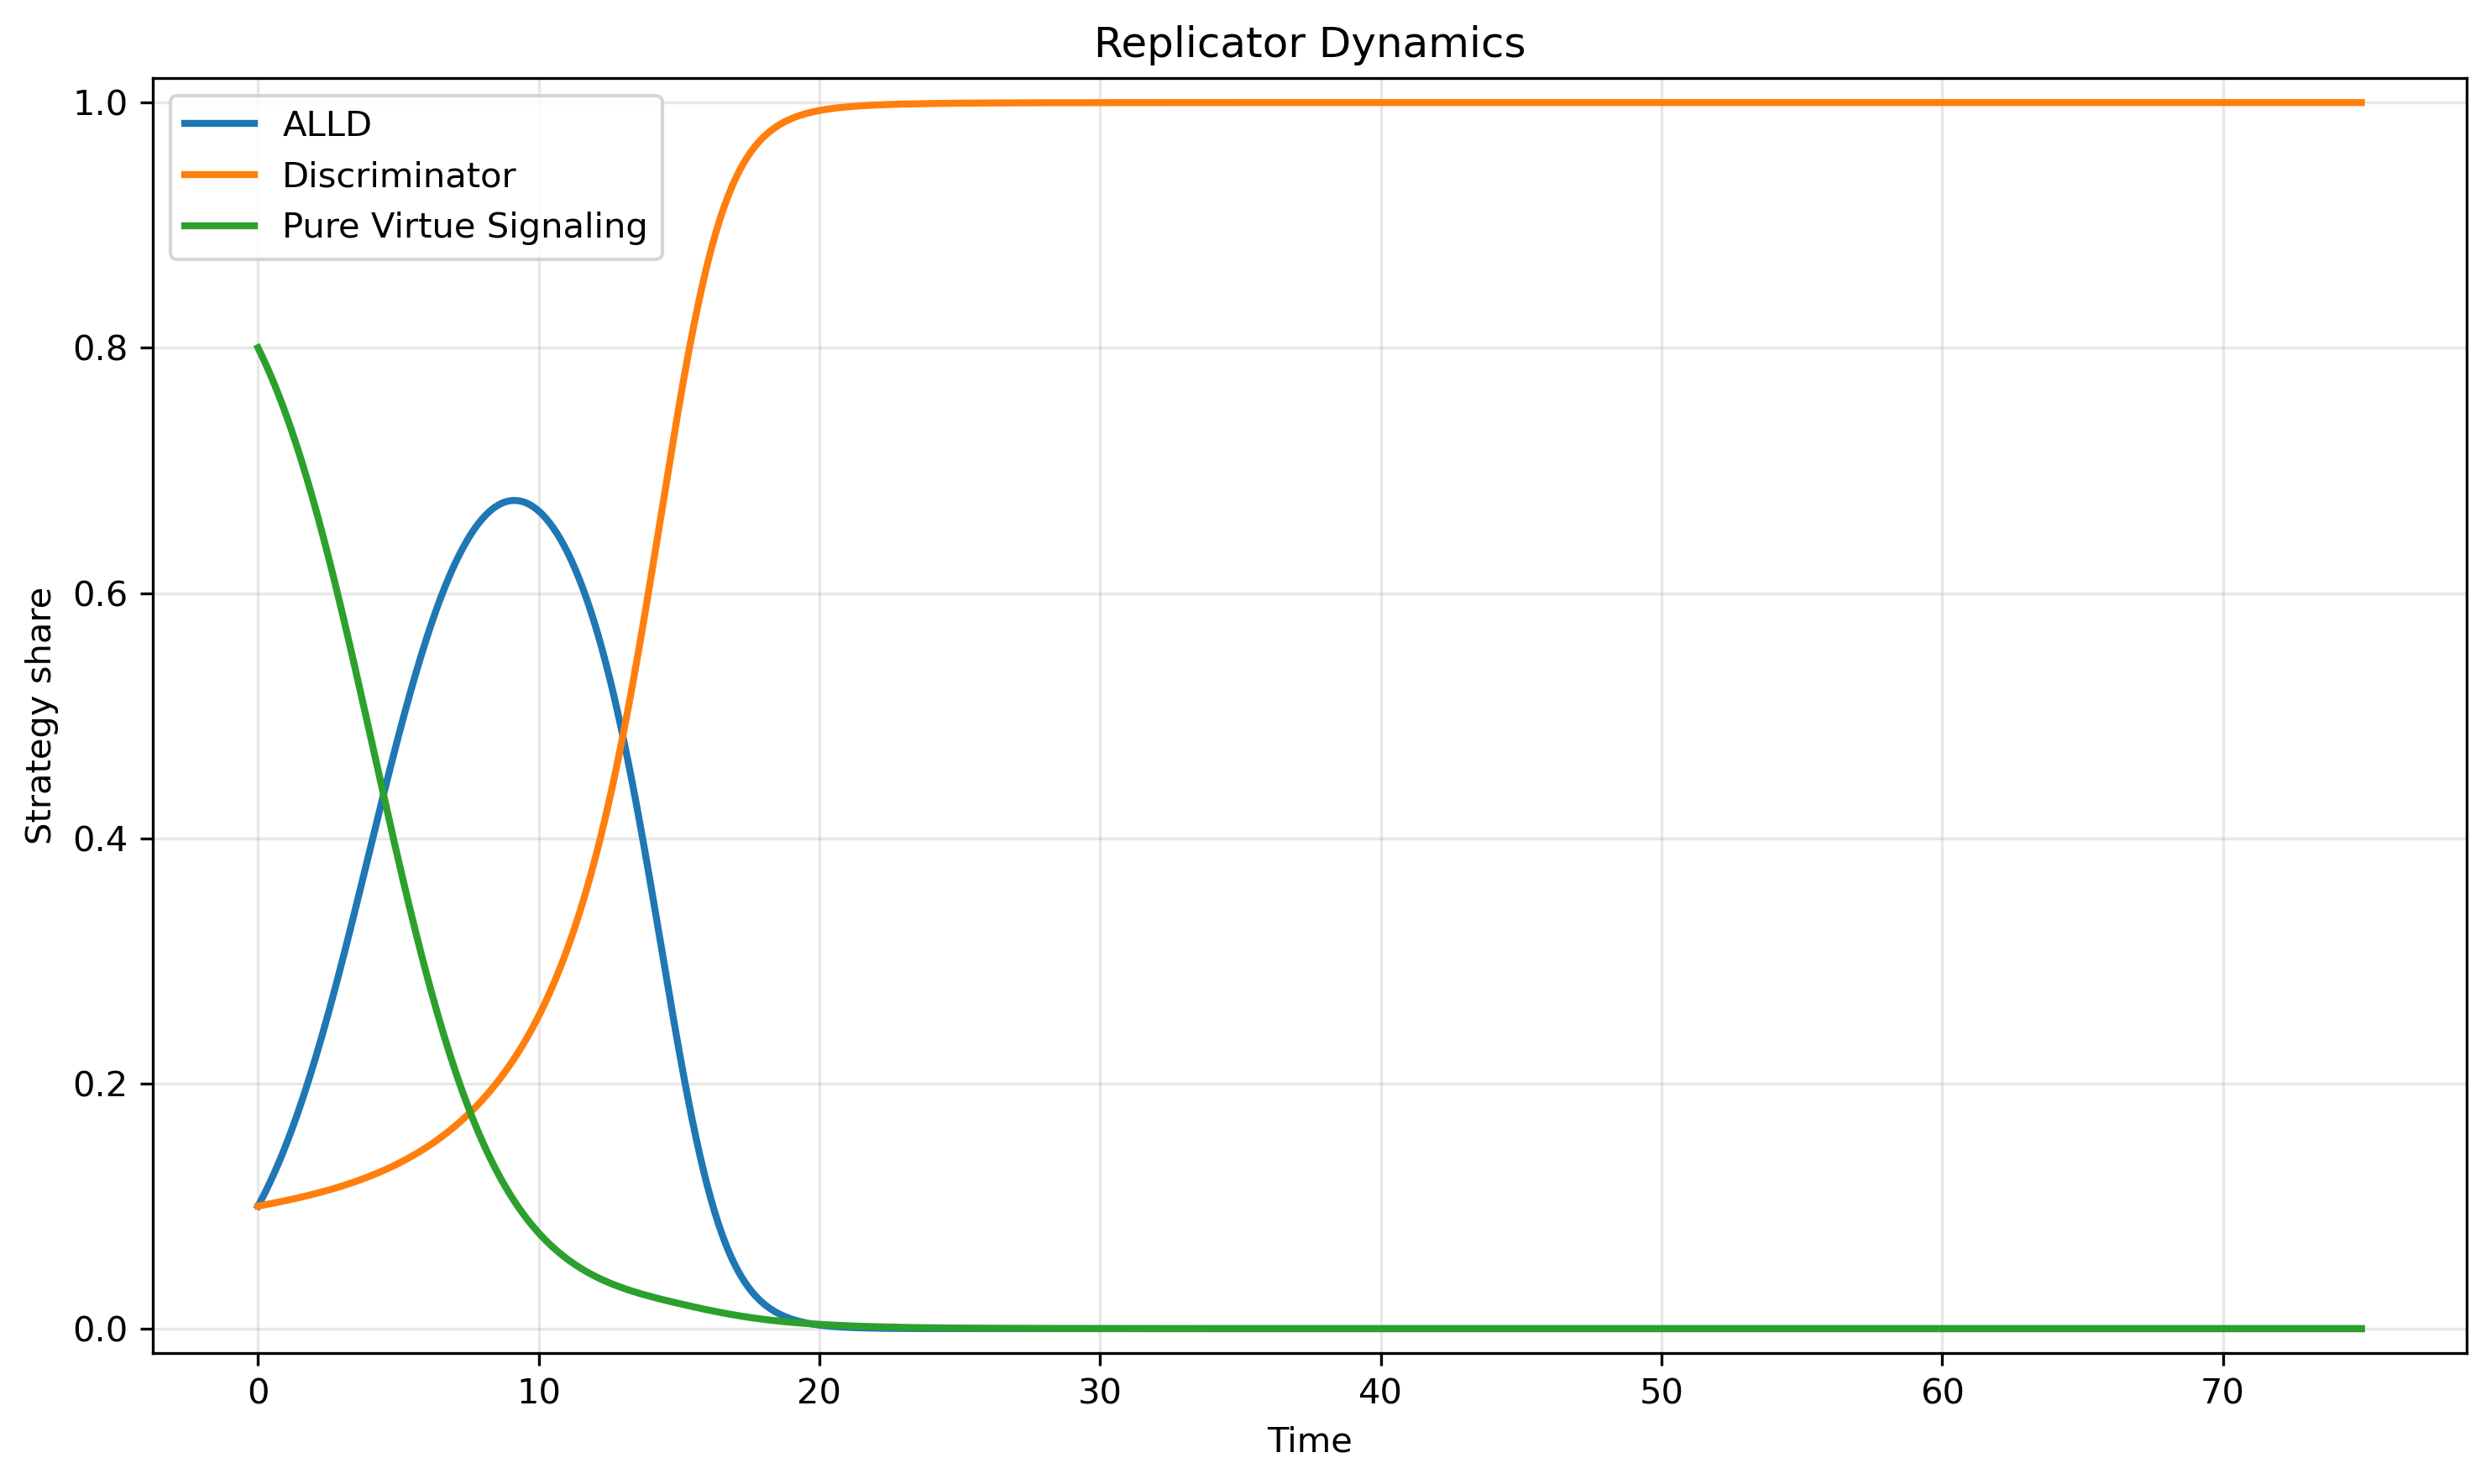 Replicator Dynamics
ALLD
Discriminator
Pure Virtue Signaling
Strategy share
1.0
0.8
0.6
0.4
0.2
0.0
0 10 20 30 40 50 60 70
Time